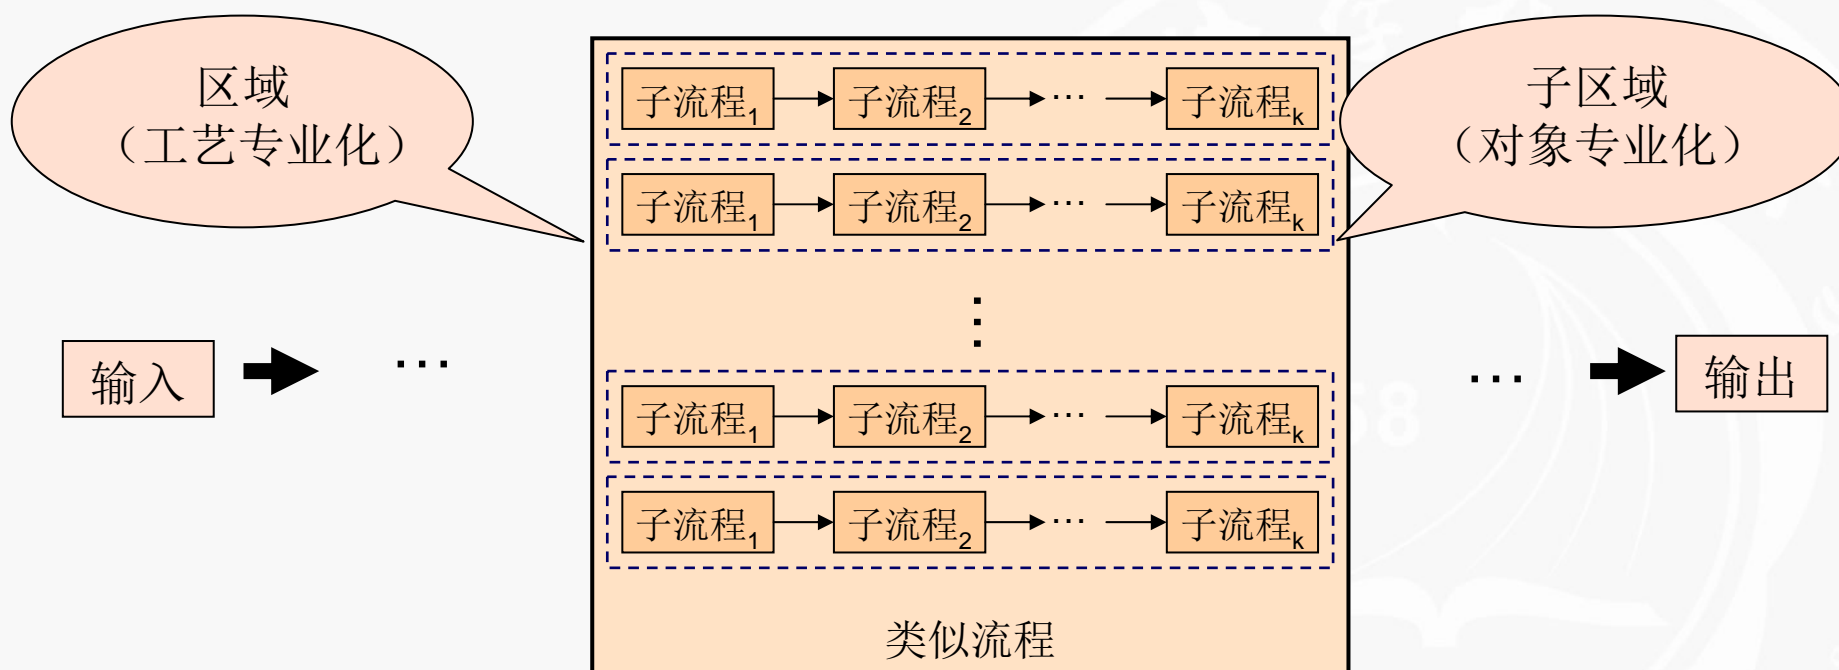 区域
（工艺专业化）
子区域
（对象专业化）
子流程1 子流程2 … 子流程k
子流程1 子流程2 … 子流程k
⋮
输入 … … 输出
子流程1 子流程2 … 子流程k
子流程1 子流程2 … 子流程k
类似流程